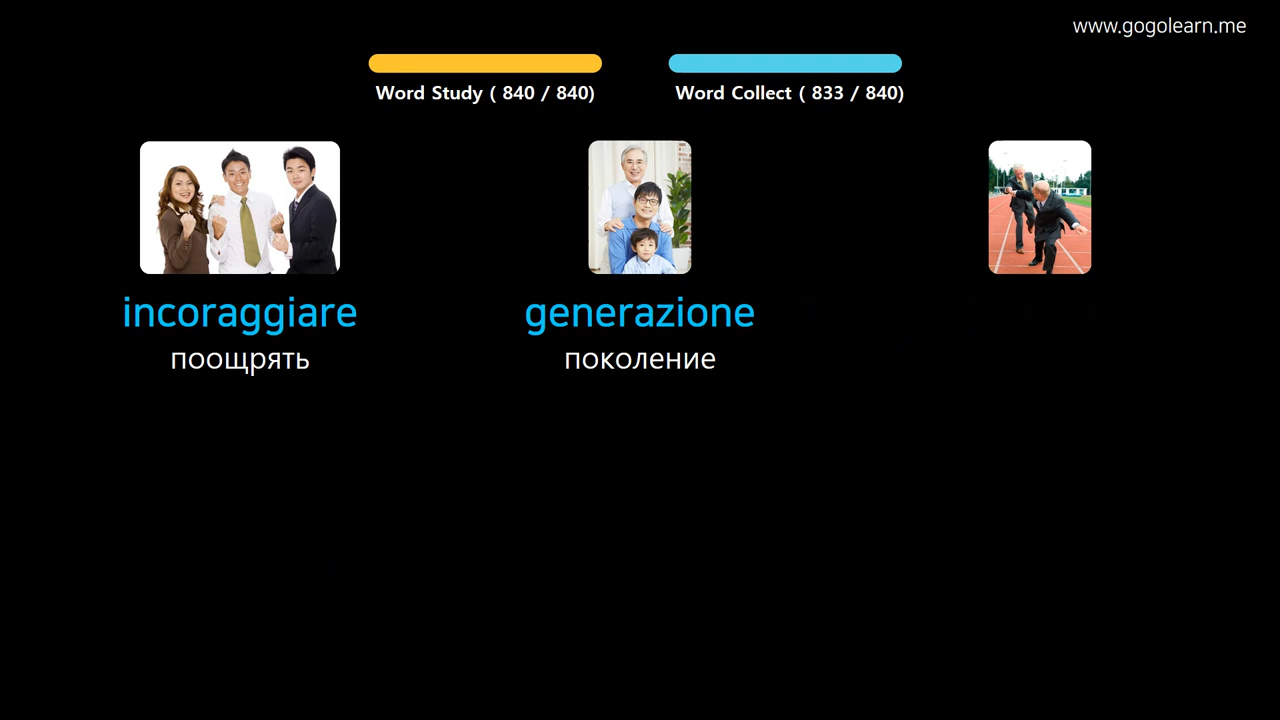 www.gogolearn.me
Word Study ( 840 / 840)
Word Collect ( 833 / 840)
incoraggiare
generazione
поощрять
поколение